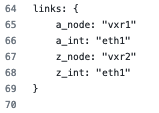 64 links: {
65     a_node: "vxr1"
66     a_int: "eth1"
67     z_node: "vxr2"
68     z_int: "eth1"
69 }
70